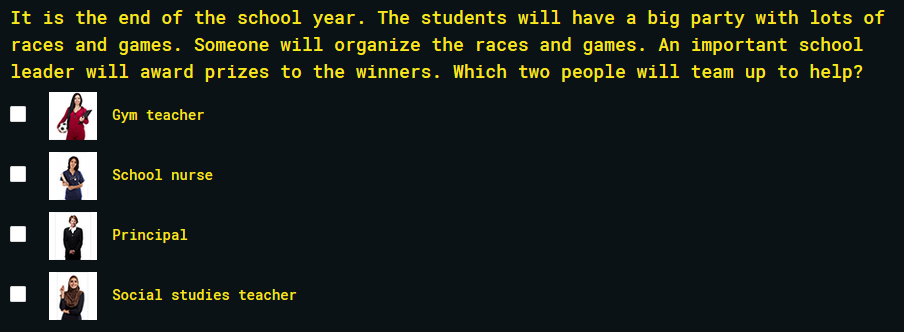 It is the end of the school year. The students will have a big party with lots of
races and games. Someone will organize the races and games. An important school
leader will award prizes to the winners. Which two people will team up to help?
Gym teacher
School nurse
Principal
Social studies teacher